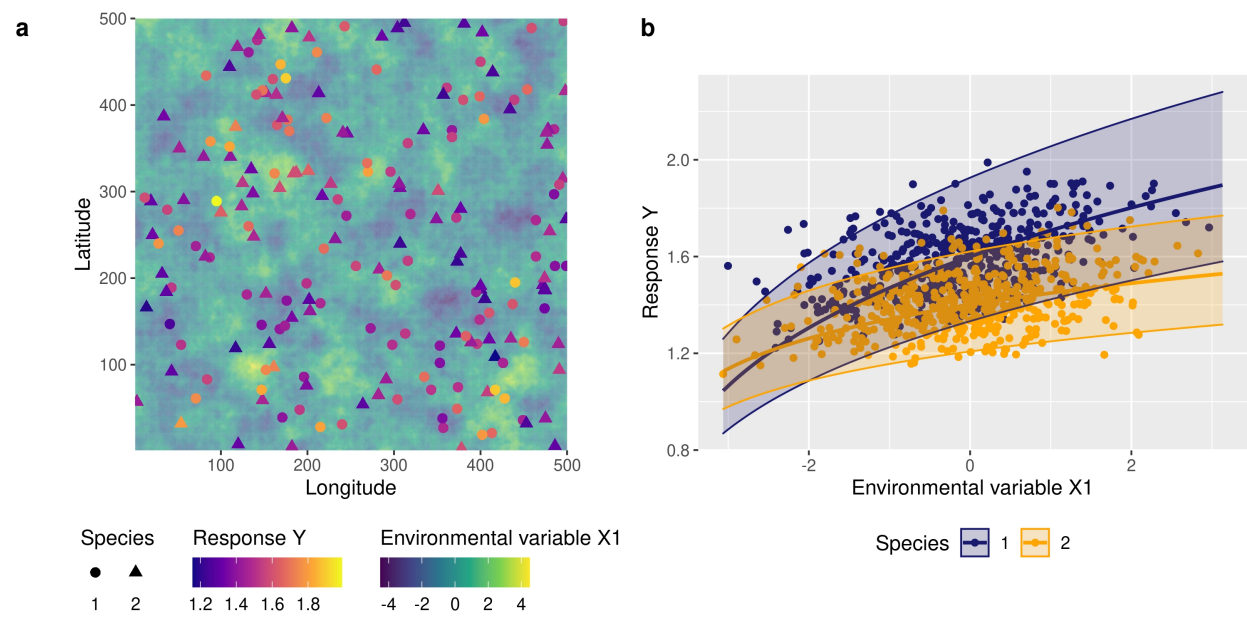 a
500
400
300
200
100
Latitude
100 200 300 400 500
Longitude
Species
1 2
Response Y
1.2 1.4 1.6 1.8
Environmental variable X1
-4 -2 0 2 4
b
2.0
1.6
1.2
0.8
Response Y
-2 0 2
Environmental variable X1
Species 1 2